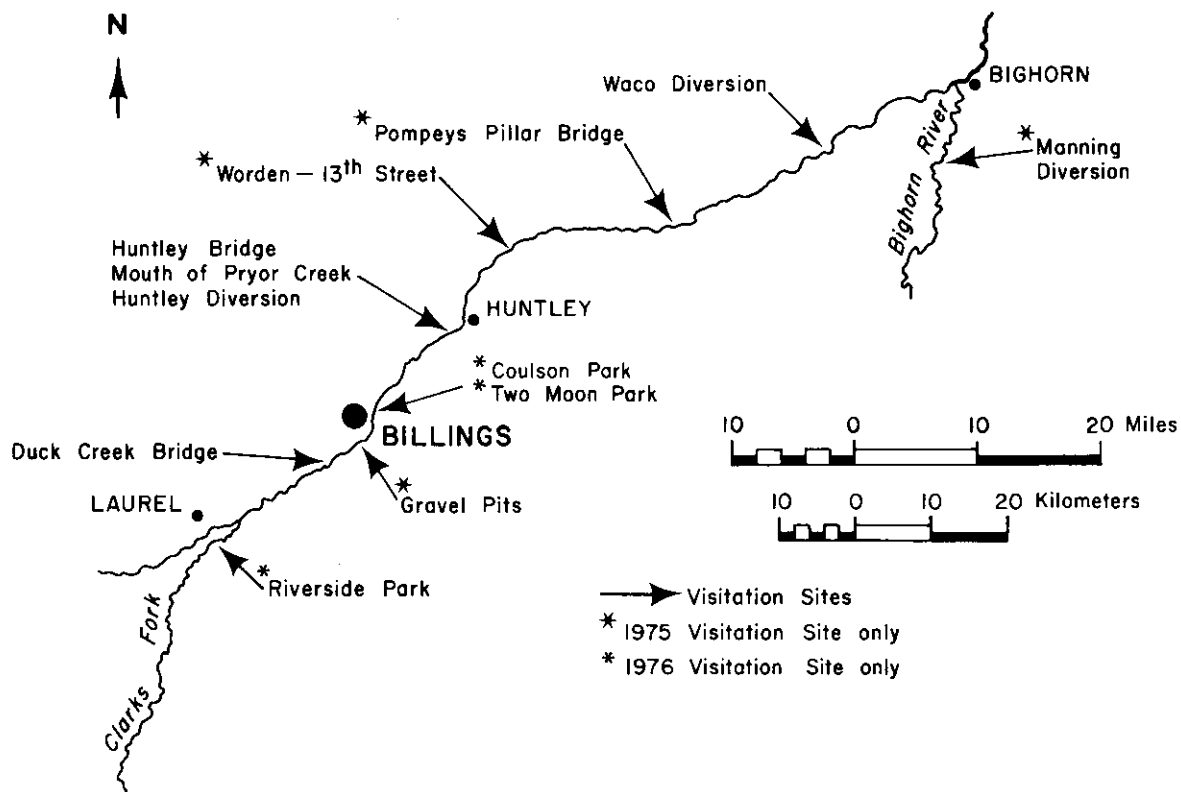 N
BIGHORN
Waco Diversion
* Pompeys Pillar Bridge
* Worden – 13th Street
* Manning
Diversion
Bighorn River
Huntley Bridge
Mouth of Pryor Creek
Huntley Diversion
HUNTLEY
* Coulson Park
* Two Moon Park
BILLINGS
Duck Creek Bridge
* Gravel Pits
LAUREL
* Riverside Park
Clarks Fork
10 0 10 20 Miles
10 0 10 20 Kilometers
Visitation Sites
* 1975 Visitation Site only
* 1976 Visitation Site only